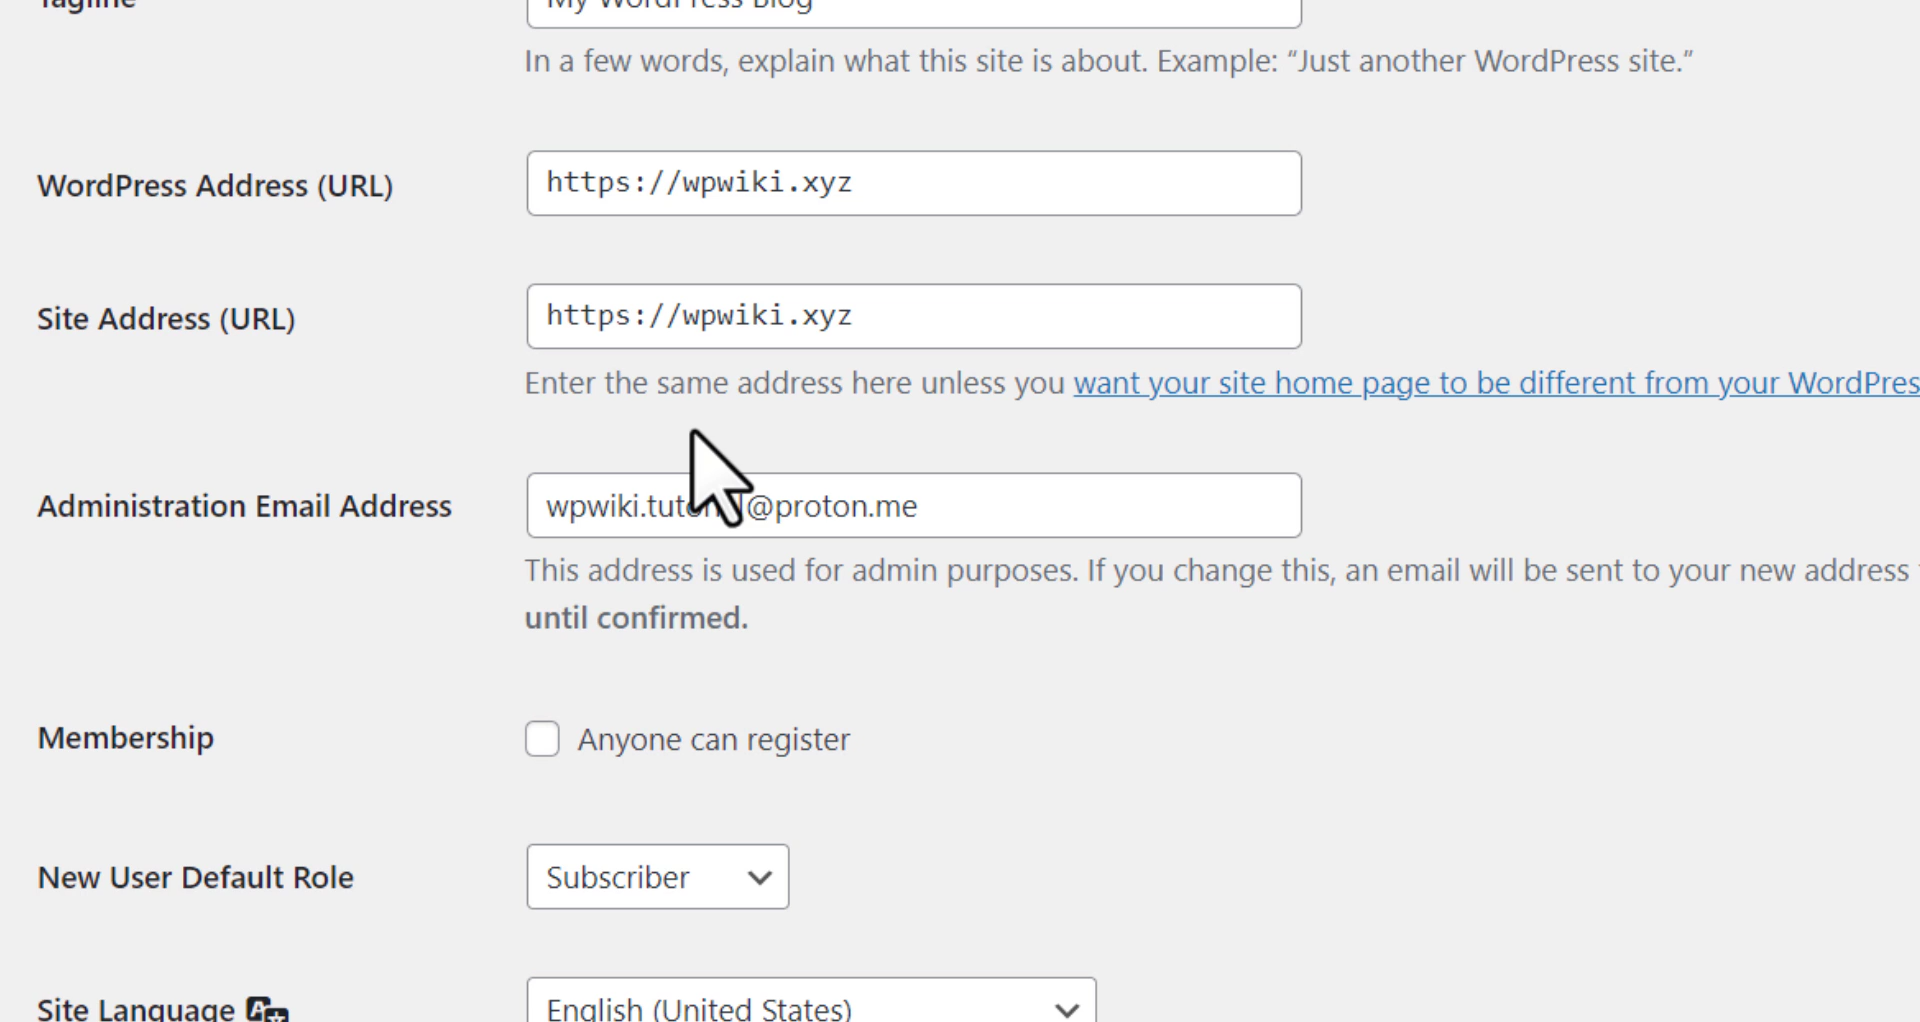 Tagline
My WordPress Blog
In a few words, explain what this site is about. Example: “Just another WordPress site.”
WordPress Address (URL)
https://wpwiki.xyz
Site Address (URL)
https://wpwiki.xyz
Enter the same address here unless you want your site home page to be different from your WordPres
Administration Email Address
@proton.me
This address is used for admin purposes. If you change this, an email will be sent to your new address
until confirmed.
Membership
Anyone can register
New User Default Role
Subscriber
Site Language
English (United States)